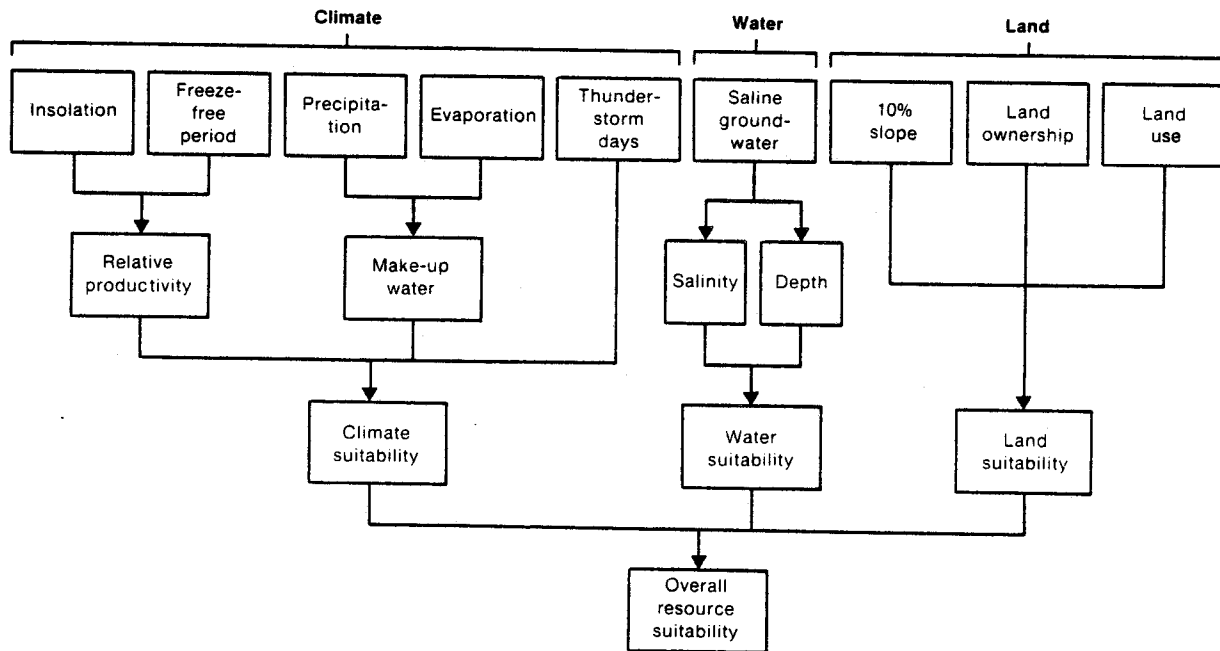 Climate
Water
Land
Insolation
Freeze-
free
period
Precipita-
tion
Evaporation
Thunder-
storm
days
Saline
ground-
water
10%
slope
Land
ownership
Land
use
Relative
productivity
Make-up
water
Salinity
Depth
Climate
suitability
Water
suitability
Land
suitability
Overall
resource
suitability